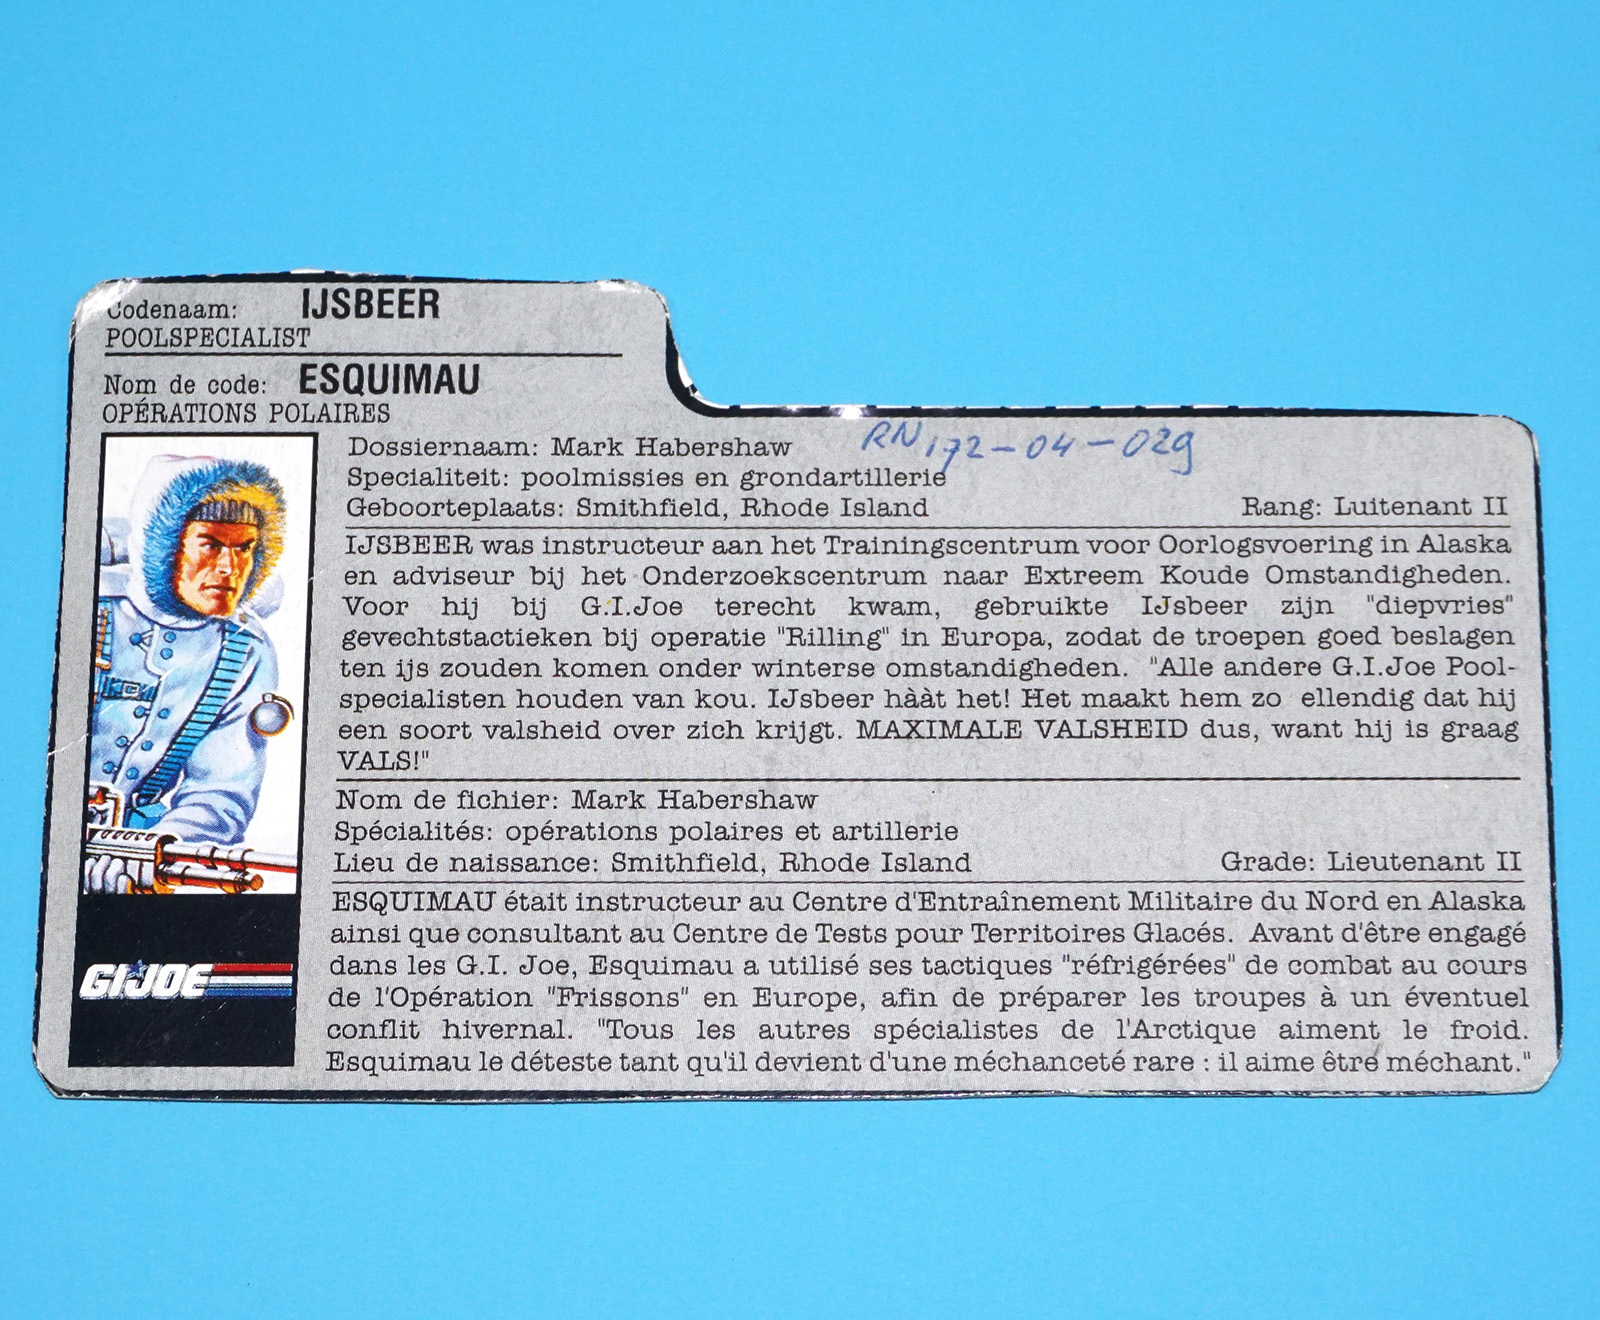 Codenaam: IJSBEER
POOLSPECIALIST
Nom de code: ESQUIMAU
OPÉRATIONS POLAIRES
Dossiernaam: Mark Habershaw RN 172-04-029
Specialiteit: poolmissies en grondartillerie
Geboorteplaats: Smithfield, Rhode Island Rang: Luitenant II
IJSBEER was instructeur aan het Trainingscentrum voor Oorlogsvoering in Alaska
en adviseur bij het Onderzoekscentrum naar Extreem Koude Omstandigheden.
Voor hij bij G.I.Joe terecht kwam, gebruikte IJsbeer zijn "diepvries"
gevechtstactieken bij operatie "Rilling" in Europa, zodat de troepen goed beslagen
ten ijs zouden komen onder winterse omstandigheden. "Alle andere G.I.Joe Pool-
specialisten houden van kou. IJsbeer hààt het! Het maakt hem zo ellendig dat hij
een soort valsheid over zich krijgt. MAXIMALE VALSHEID dus, want hij is graag
VALS!"
Nom de fichier: Mark Habershaw
Spécialités: opérations polaires et artillerie
Lieu de naissance: Smithfield, Rhode Island Grade: Lieutenant II
ESQUIMAU était instructeur au Centre d'Entraînement Militaire du Nord en Alaska
ainsi que consultant au Centre de Tests pour Territoires Glacés. Avant d'être engagé
dans les G.I. Joe, Esquimau a utilisé ses tactiques "réfrigérées" de combat au cours
de l'Opération "Frissons" en Europe, afin de préparer les troupes à un éventuel
conflit hivernal. "Tous les autres spécialistes de l'Arctique aiment le froid.
Esquimau le déteste tant qu'il devient d'une méchanceté rare : il aime être méchant."
GI JOE